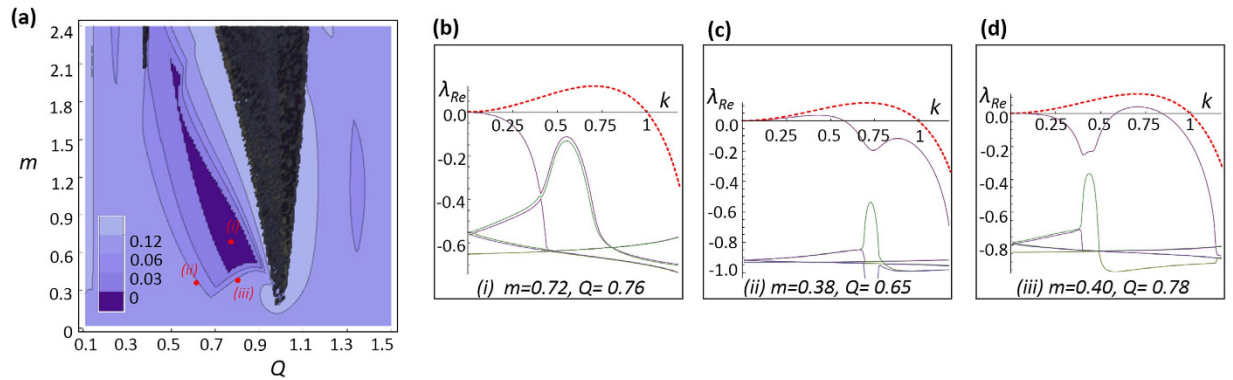 (a)
2.4
2.1
1.8
1.5
1.2
0.9
0.6
0.3
0
m
0.12
0.06
0.03
0
(i)
(ii)
(iii)
0.1 0.3 0.5 0.7 0.9 1.1 1.3 1.5
Q
(b)
λRe
k
0.25 0.5 0.75 1
0.0
-0.2
-0.4
-0.6
(i) m=0.72, Q= 0.76
(c)
λRe
k
0.25 0.5 0.75 1
0.0
-0.2
-0.4
-0.6
-0.8
-1.0
(ii) m=0.38, Q= 0.65
(d)
λRe
k
0.25 0.5 0.75 1
0.0
-0.2
-0.4
-0.6
-0.8
(iii) m=0.40, Q= 0.78